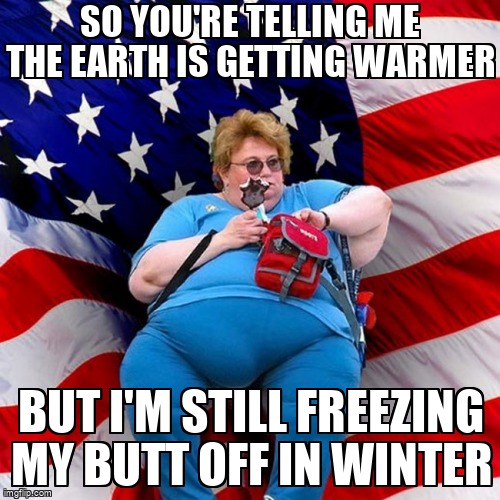 SO YOU'RE TELLING ME
THE EARTH IS GETTING WARMER
BUT I'M STILL FREEZING
MY BUTT OFF IN WINTER
imgflip.com